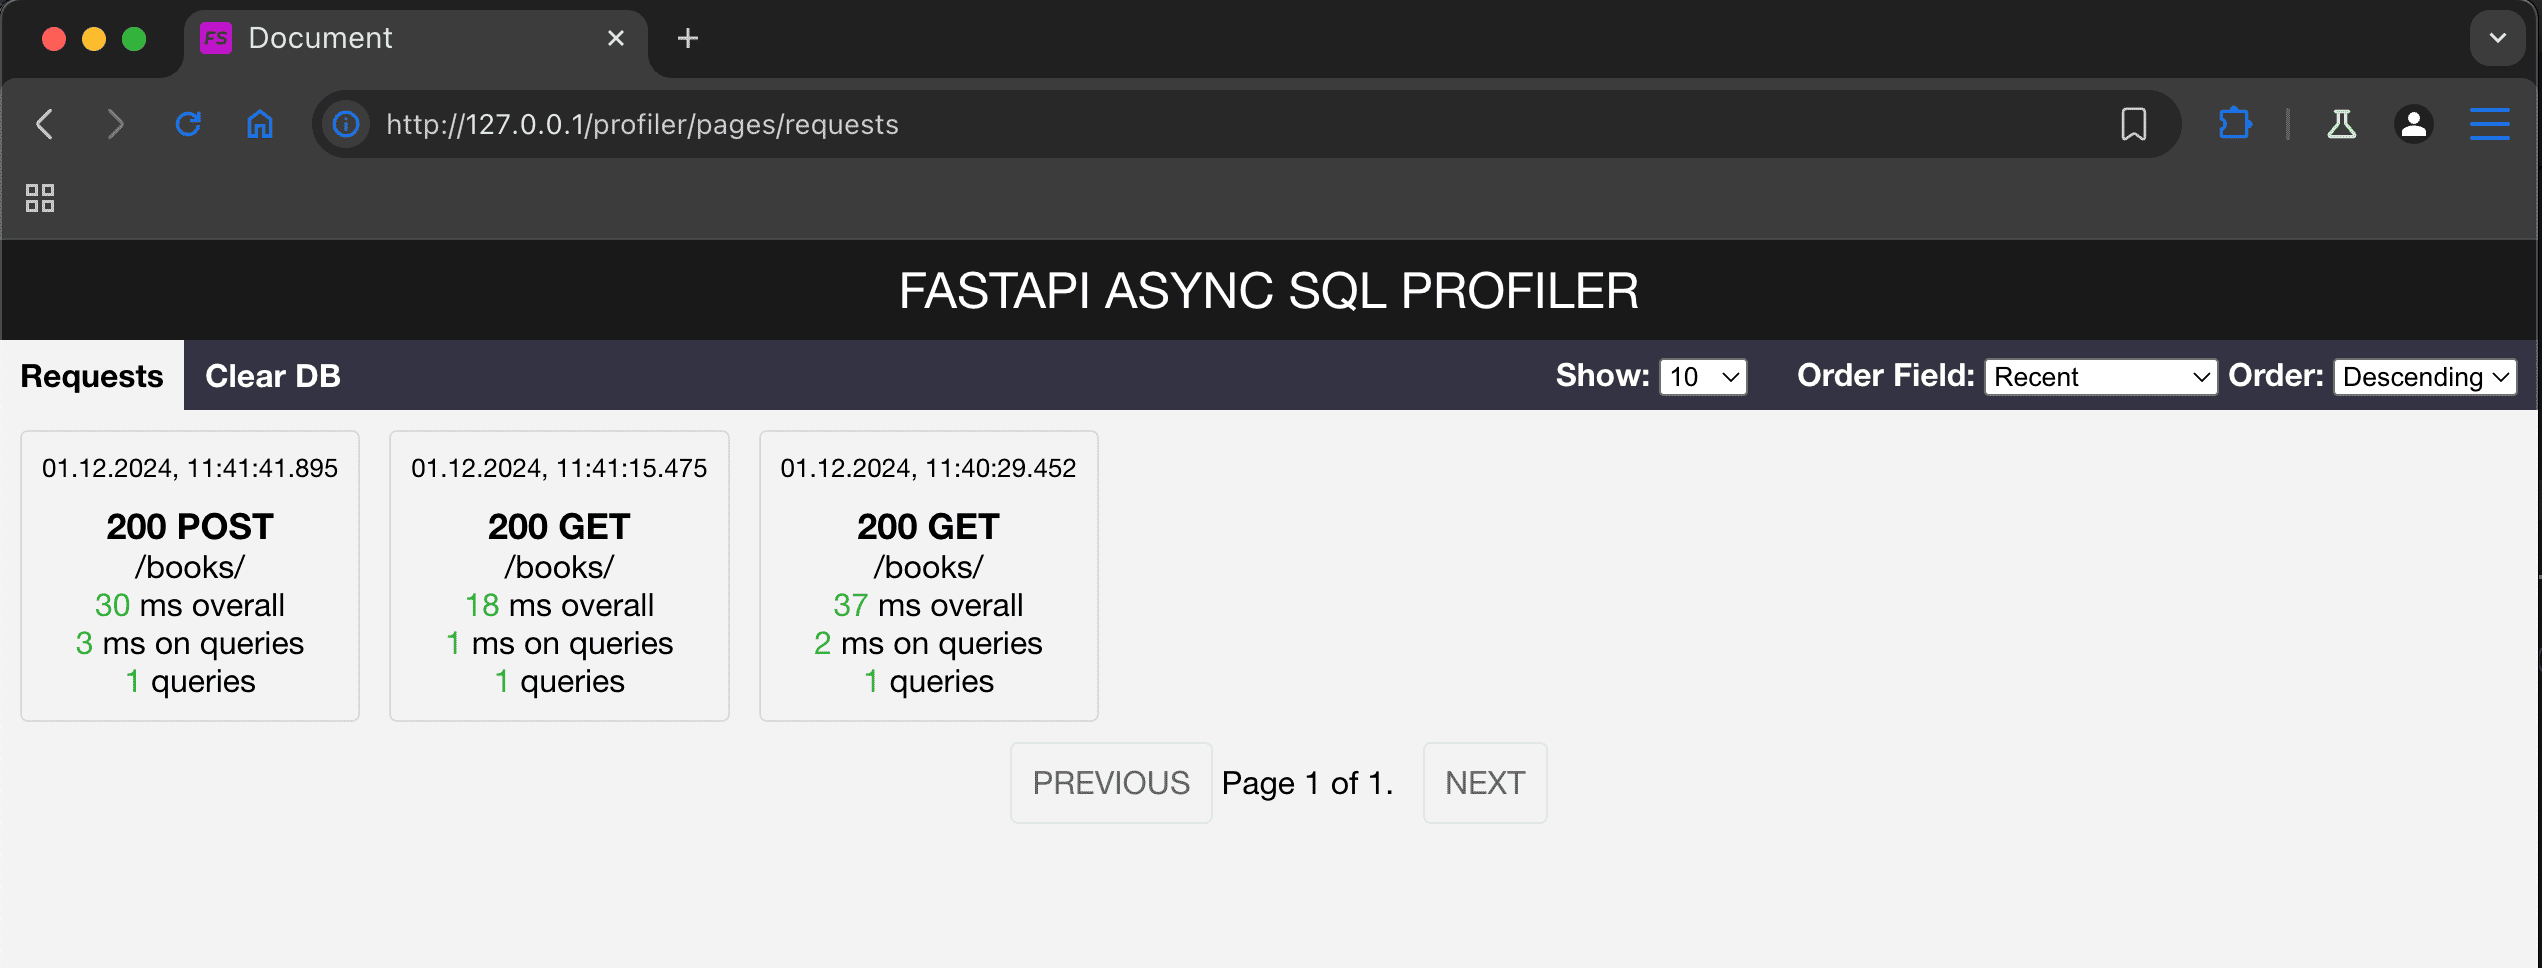 FS Document
http://127.0.0.1/profiler/pages/requests
FASTAPI ASYNC SQL PROFILER
Requests Clear DB Show: 10 Order Field: Recent Order: Descending
01.12.2024, 11:41:41.895
200 POST
/books/
30 ms overall
3 ms on queries
1 queries
01.12.2024, 11:41:15.475
200 GET
/books/
18 ms overall
1 ms on queries
1 queries
01.12.2024, 11:40:29.452
200 GET
/books/
37 ms overall
2 ms on queries
1 queries
PREVIOUS Page 1 of 1. NEXT